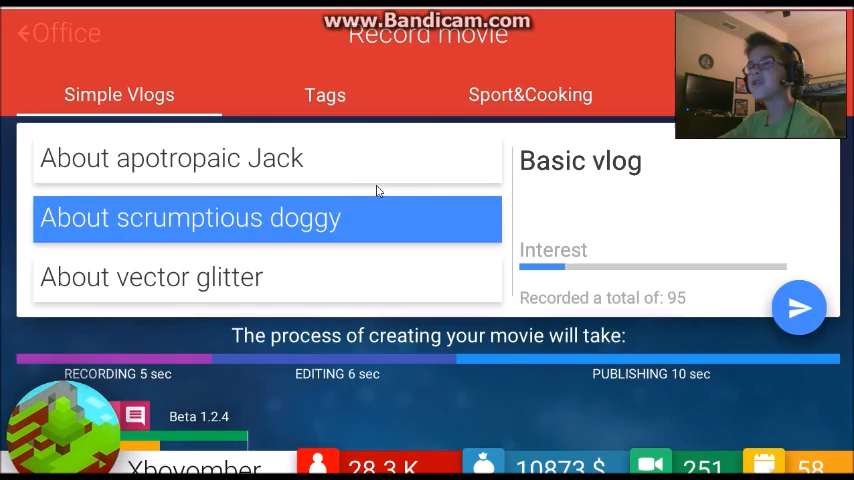 www.Bandicam.com
Office
Record movie
Simple Vlogs
Tags
Sport&Cooking
About apotropaic Jack
About scrumptious doggy
About vector glitter
Basic vlog
Interest
Recorded a total of: 95
The process of creating your movie will take:
RECORDING 5 sec
EDITING 6 sec
PUBLISHING 10 sec
Beta 1.2.4
Xboyomber
28.3 K
10873 $
251
58